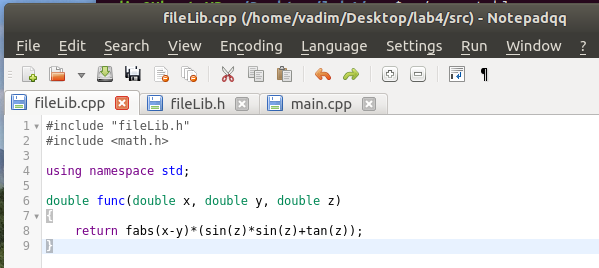 fileLib.cpp (/home/vadim/Desktop/lab4/src) - Notepadqq
File Edit Search View Encoding Language Settings Run Window ?
fileLib.cpp fileLib.h main.cpp
1 #include "fileLib.h"
2 #include <math.h>
3
4 using namespace std;
5
6 double func(double x, double y, double z)
7 {
8 return fabs(x-y)*(sin(z)*sin(z)+tan(z));
9 }